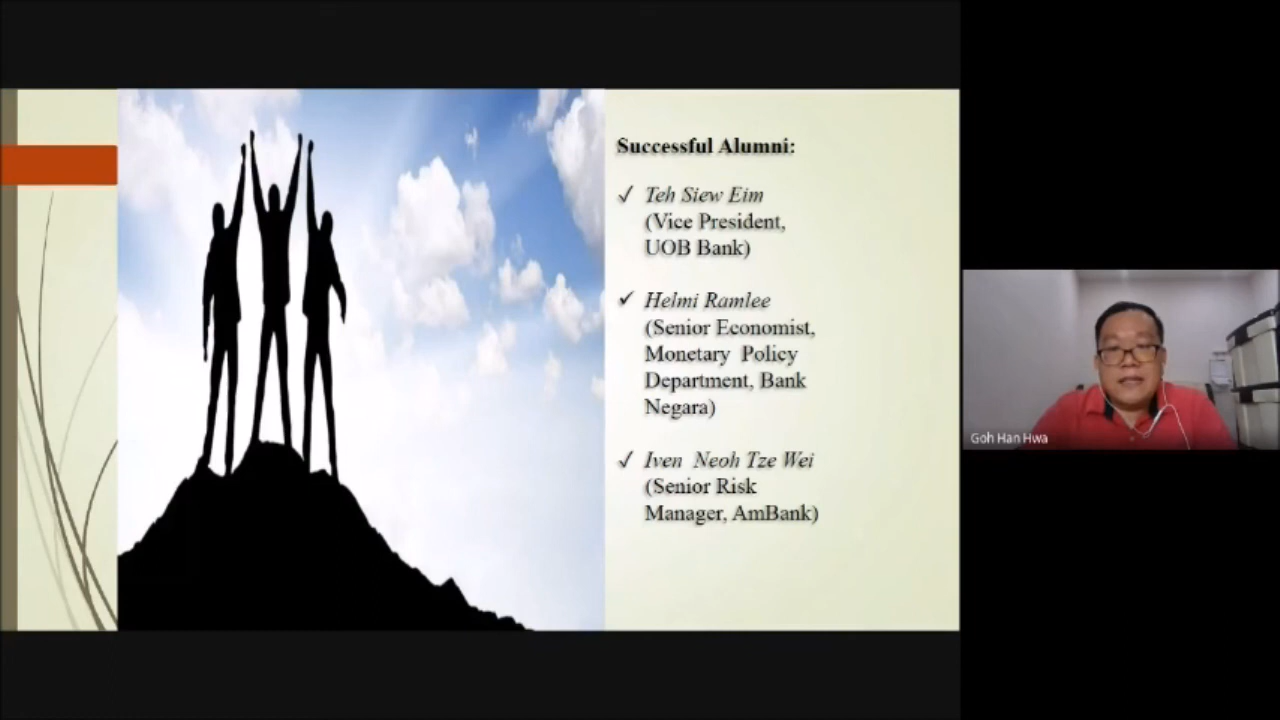 Successful Alumni:
✓ Teh Siew Eim
(Vice President,
UOB Bank)
✓ Helmi Ramlee
(Senior Economist,
Monetary Policy
Department, Bank
Negara)
✓ Iven Neoh Tze Wei
(Senior Risk
Manager, AmBank)
Goh Han Hwa